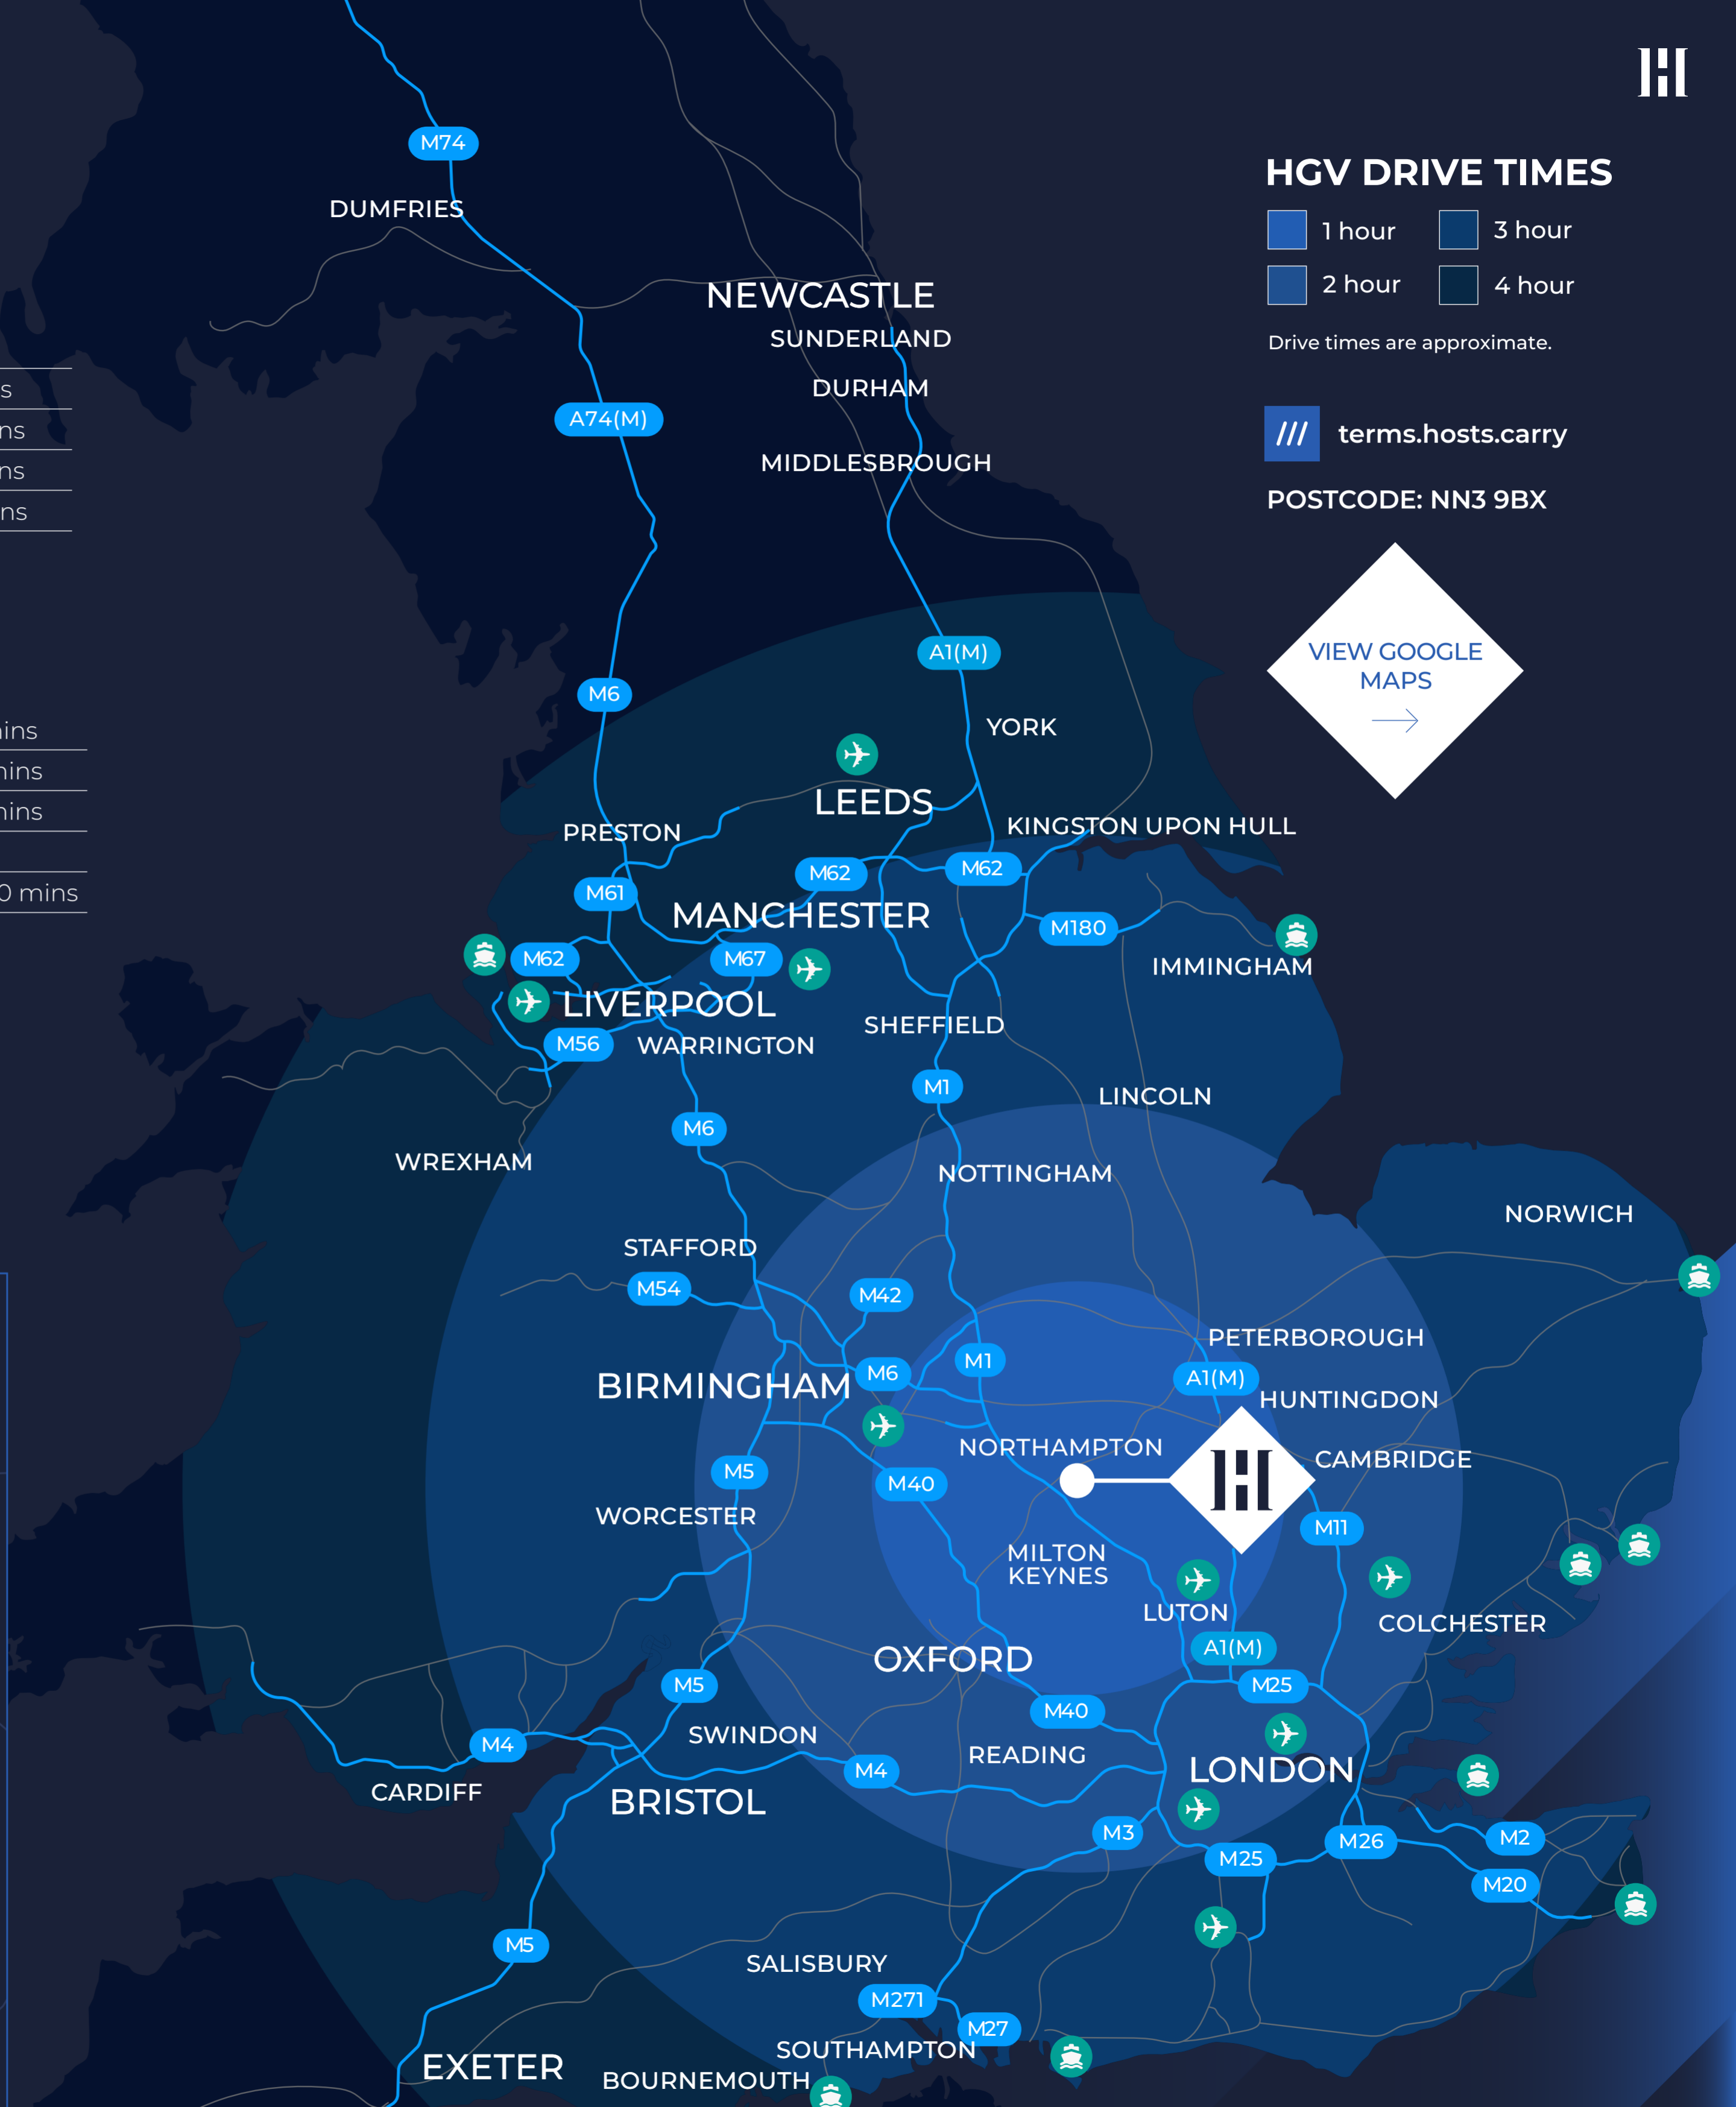 H
HGV DRIVE TIMES
1 hour
3 hour
2 hour
4 hour
Drive times are approximate.
terms.hosts.carry
POSTCODE: NN3 9BX
VIEW GOOGLE
MAPS
M74
DUMFRIES
NEWCASTLE
SUNDERLAND
DURHAM
A74(M)
MIDDLESBROUGH
A1(M)
M6
YORK
mins
mins
LEEDS
KINGSTON UPON HULL
PRESTON
M62
M62
M61
0 mins
MANCHESTER
M180
M62
M67
IMMINGHAM
LIVERPOOL
SHEFFIELD
M56
WARRINGTON
M1
LINCOLN
M6
WREXHAM
NOTTINGHAM
NORWICH
STAFFORD
M54
M42
PETERBOROUGH
M1
M6
A1(M)
BIRMINGHAM
HUNTINGDON
NORTHAMPTON
CAMBRIDGE
M5
M40
H
WORCESTER
M11
MILTON
KEYNES
LUTON
COLCHESTER
A1(M)
OXFORD
M5
M25
M40
SWINDON
M4
READING
M4
LONDON
CARDIFF
BRISTOL
M3
M26
M2
M25
M20
M5
SALISBURY
M271
M27
SOUTHAMPTON
EXETER
BOURNEMOUTH